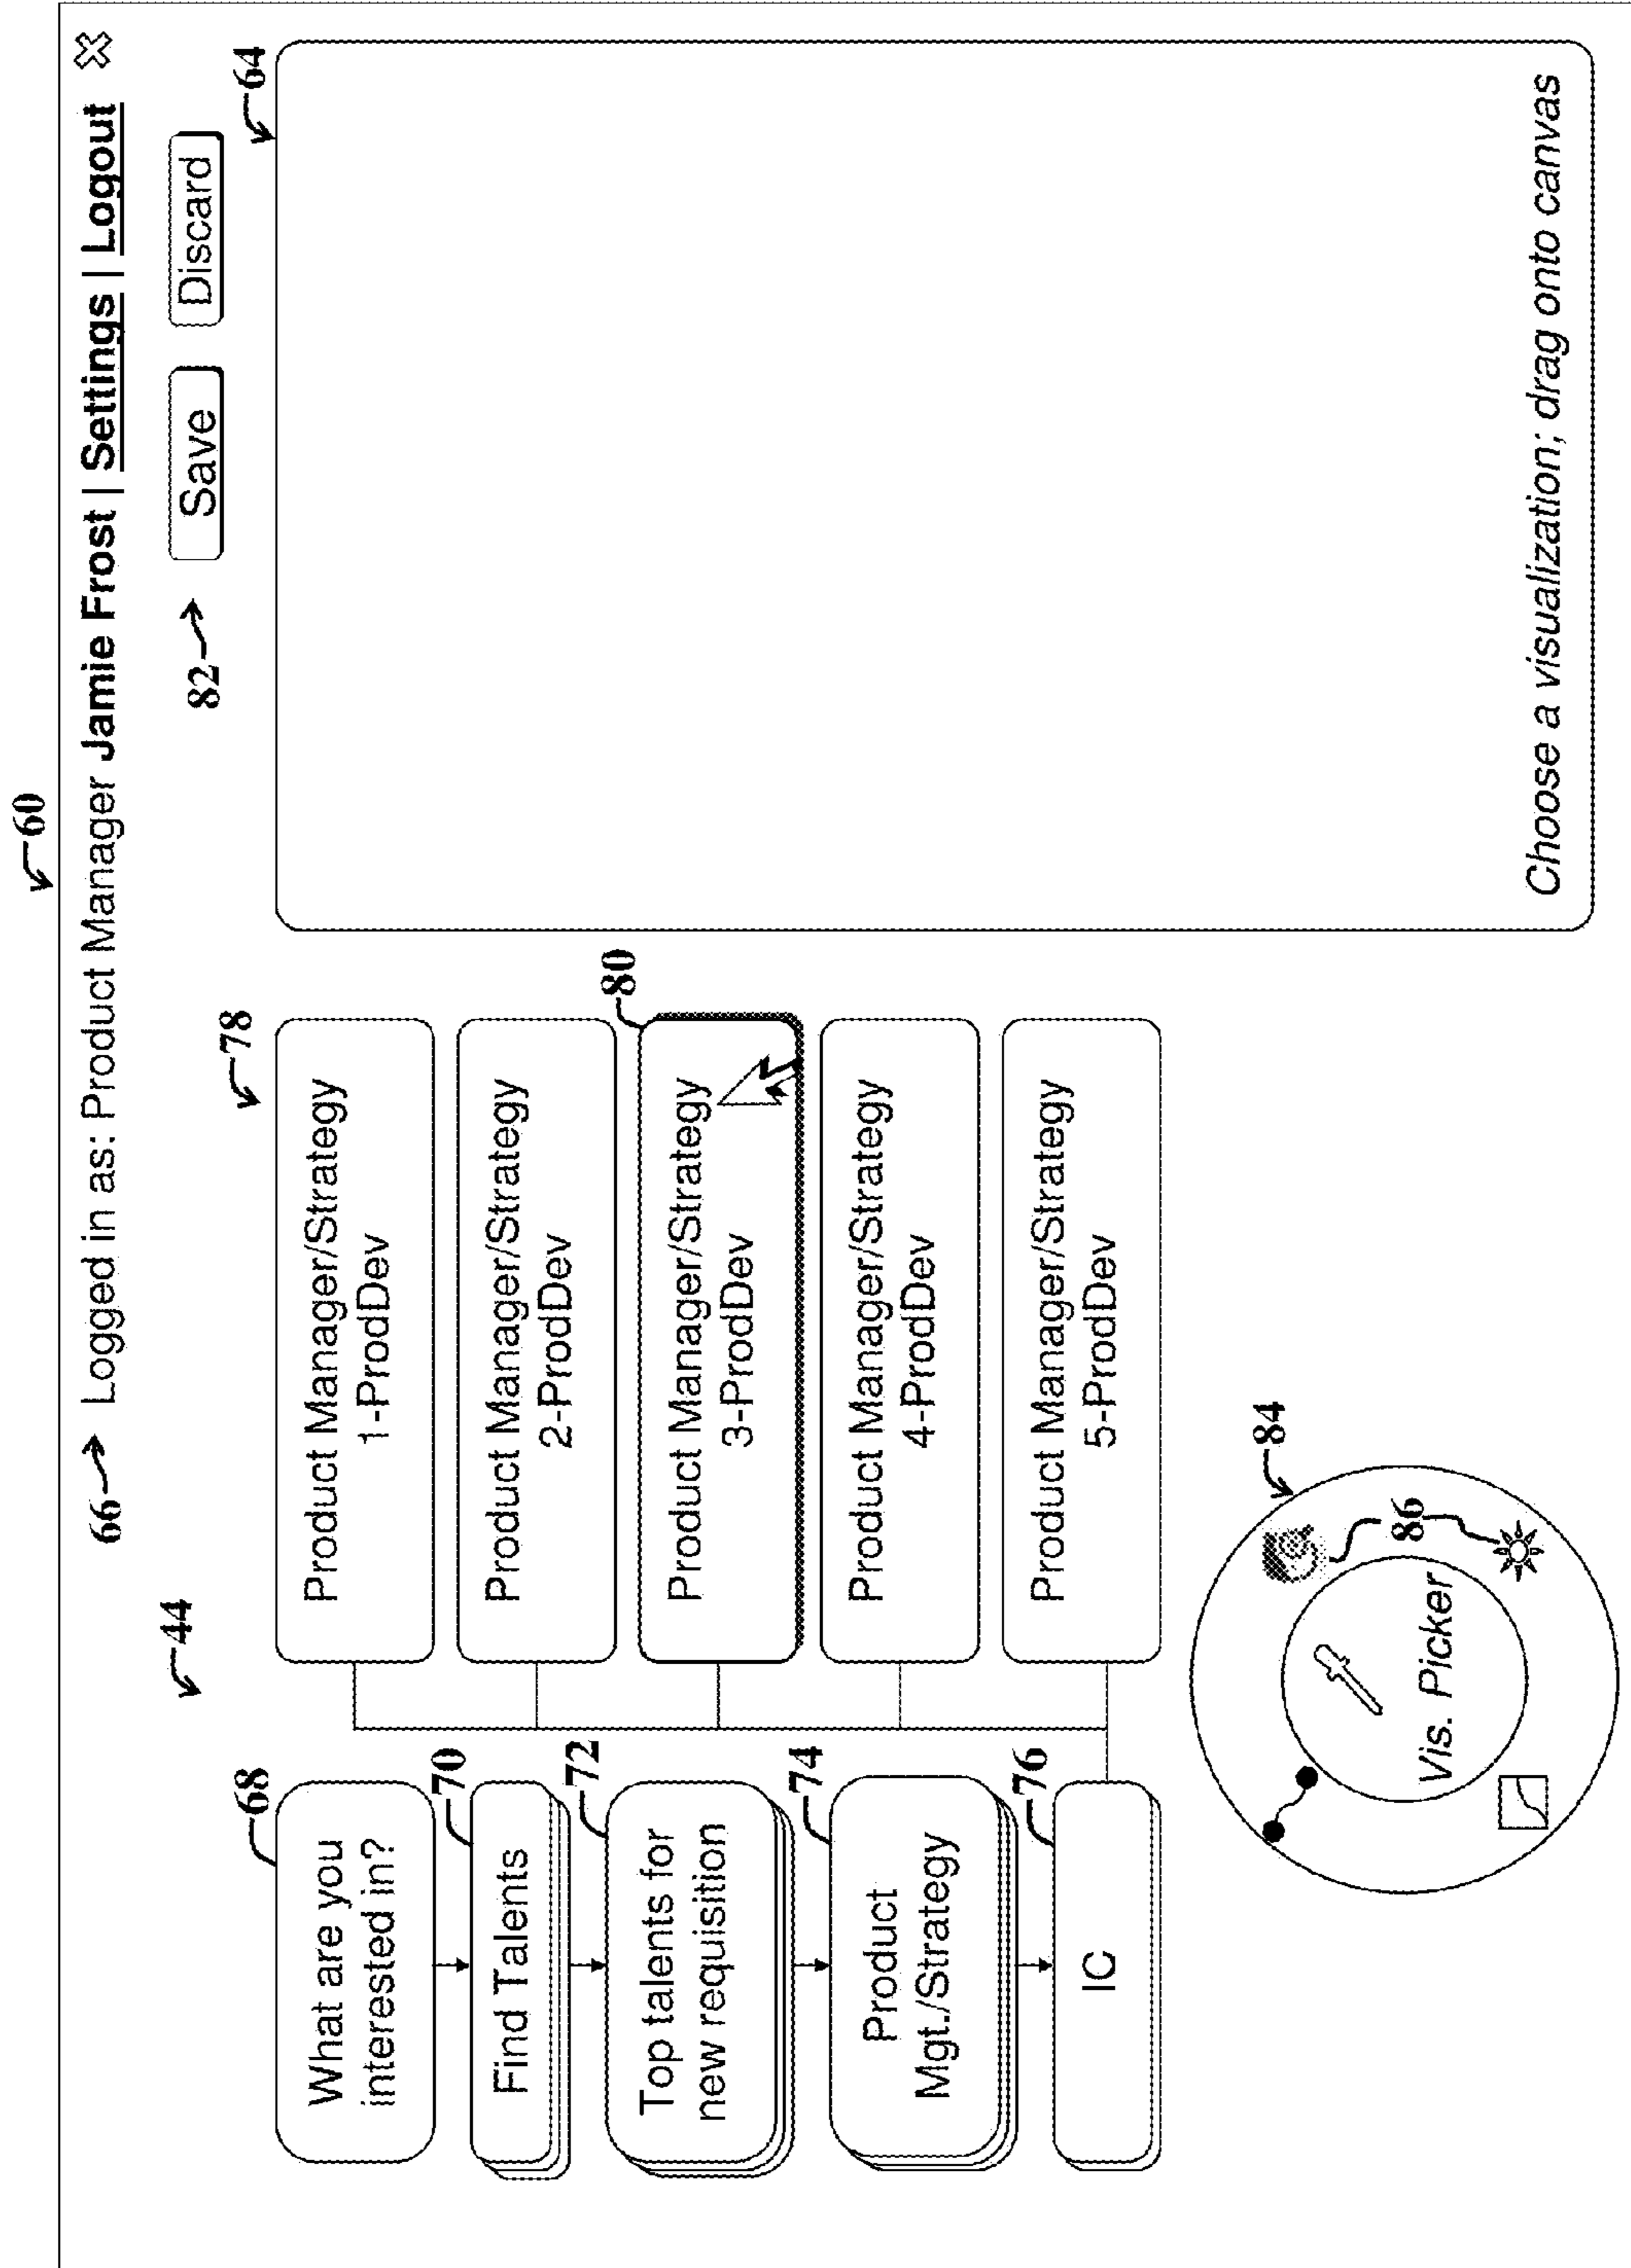 60
66 Logged in as: Product Manager Jamie Frost | Settings | Logout
44
78
82
Save
Discard
64
68
What are you
interested in?
70
Find Talents
72
Top talents for
new requisition
74
Product
Mgt./Strategy
76
IC
Product Manager/Strategy
1-ProdDev
Product Manager/Strategy
2-ProdDev
80
Product Manager/Strategy
3-ProdDev
Product Manager/Strategy
4-ProdDev
Product Manager/Strategy
5-ProdDev
84
86
Vis. Picker
Choose a visualization; drag onto canvas